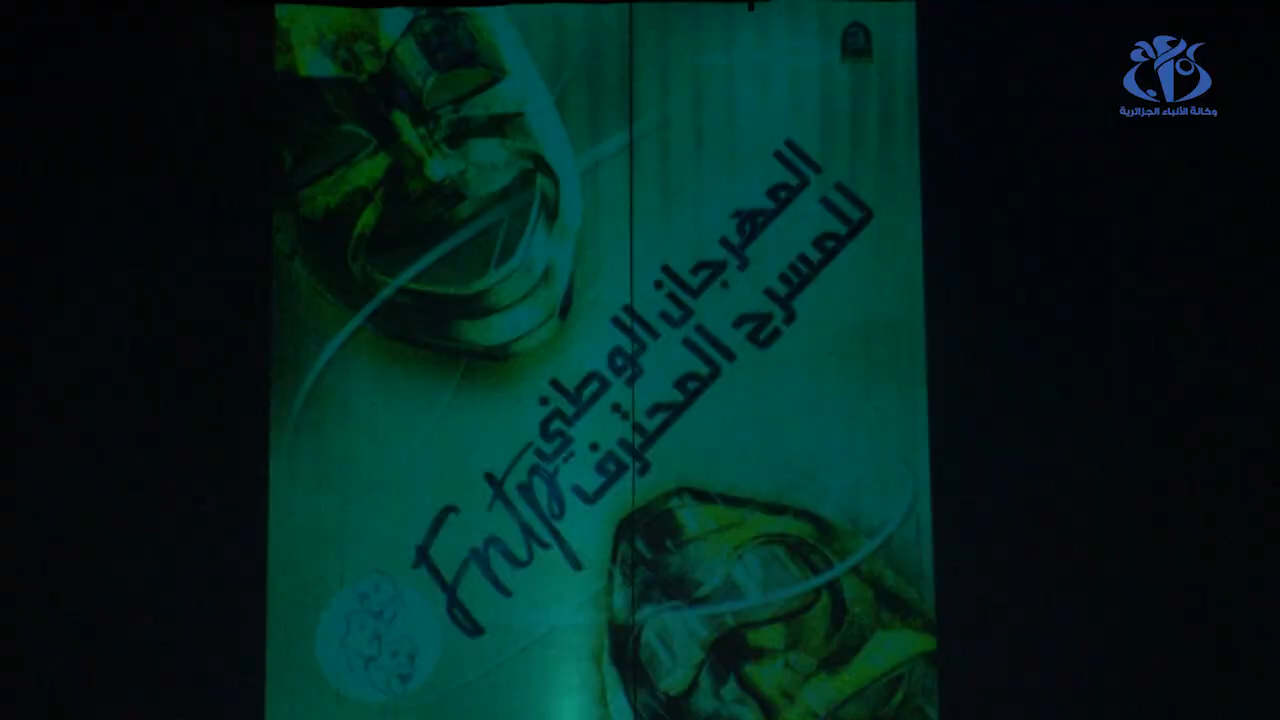 المهرجان الوطني
للمسرح المحترف
Fntp
وكالة الأنباء الجزائرية